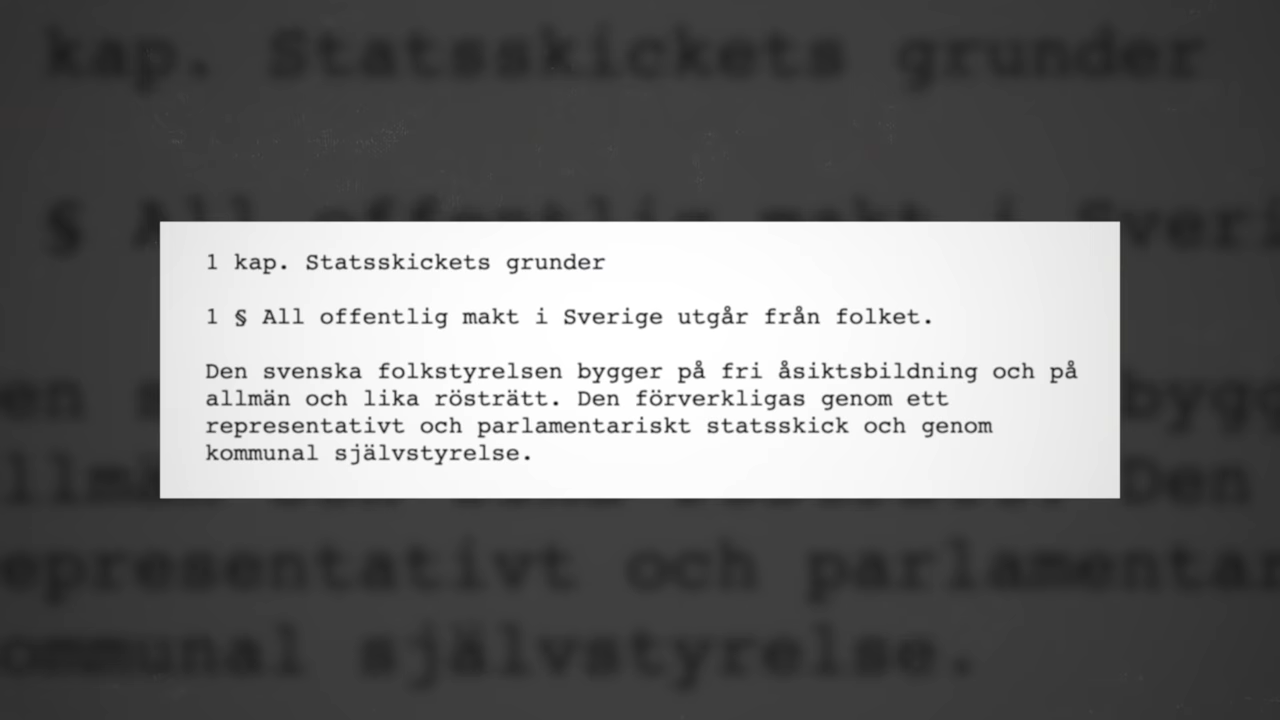 1 kap. Statsskickets grunder
1 § All offentlig makt i Sverige utgår från folket.
Den svenska folkstyrelsen bygger på fri åsiktsbildning och på
allmän och lika rösträtt. Den förverkligas genom ett
representativt och parlamentariskt statsskick och genom
kommunal självstyrelse.